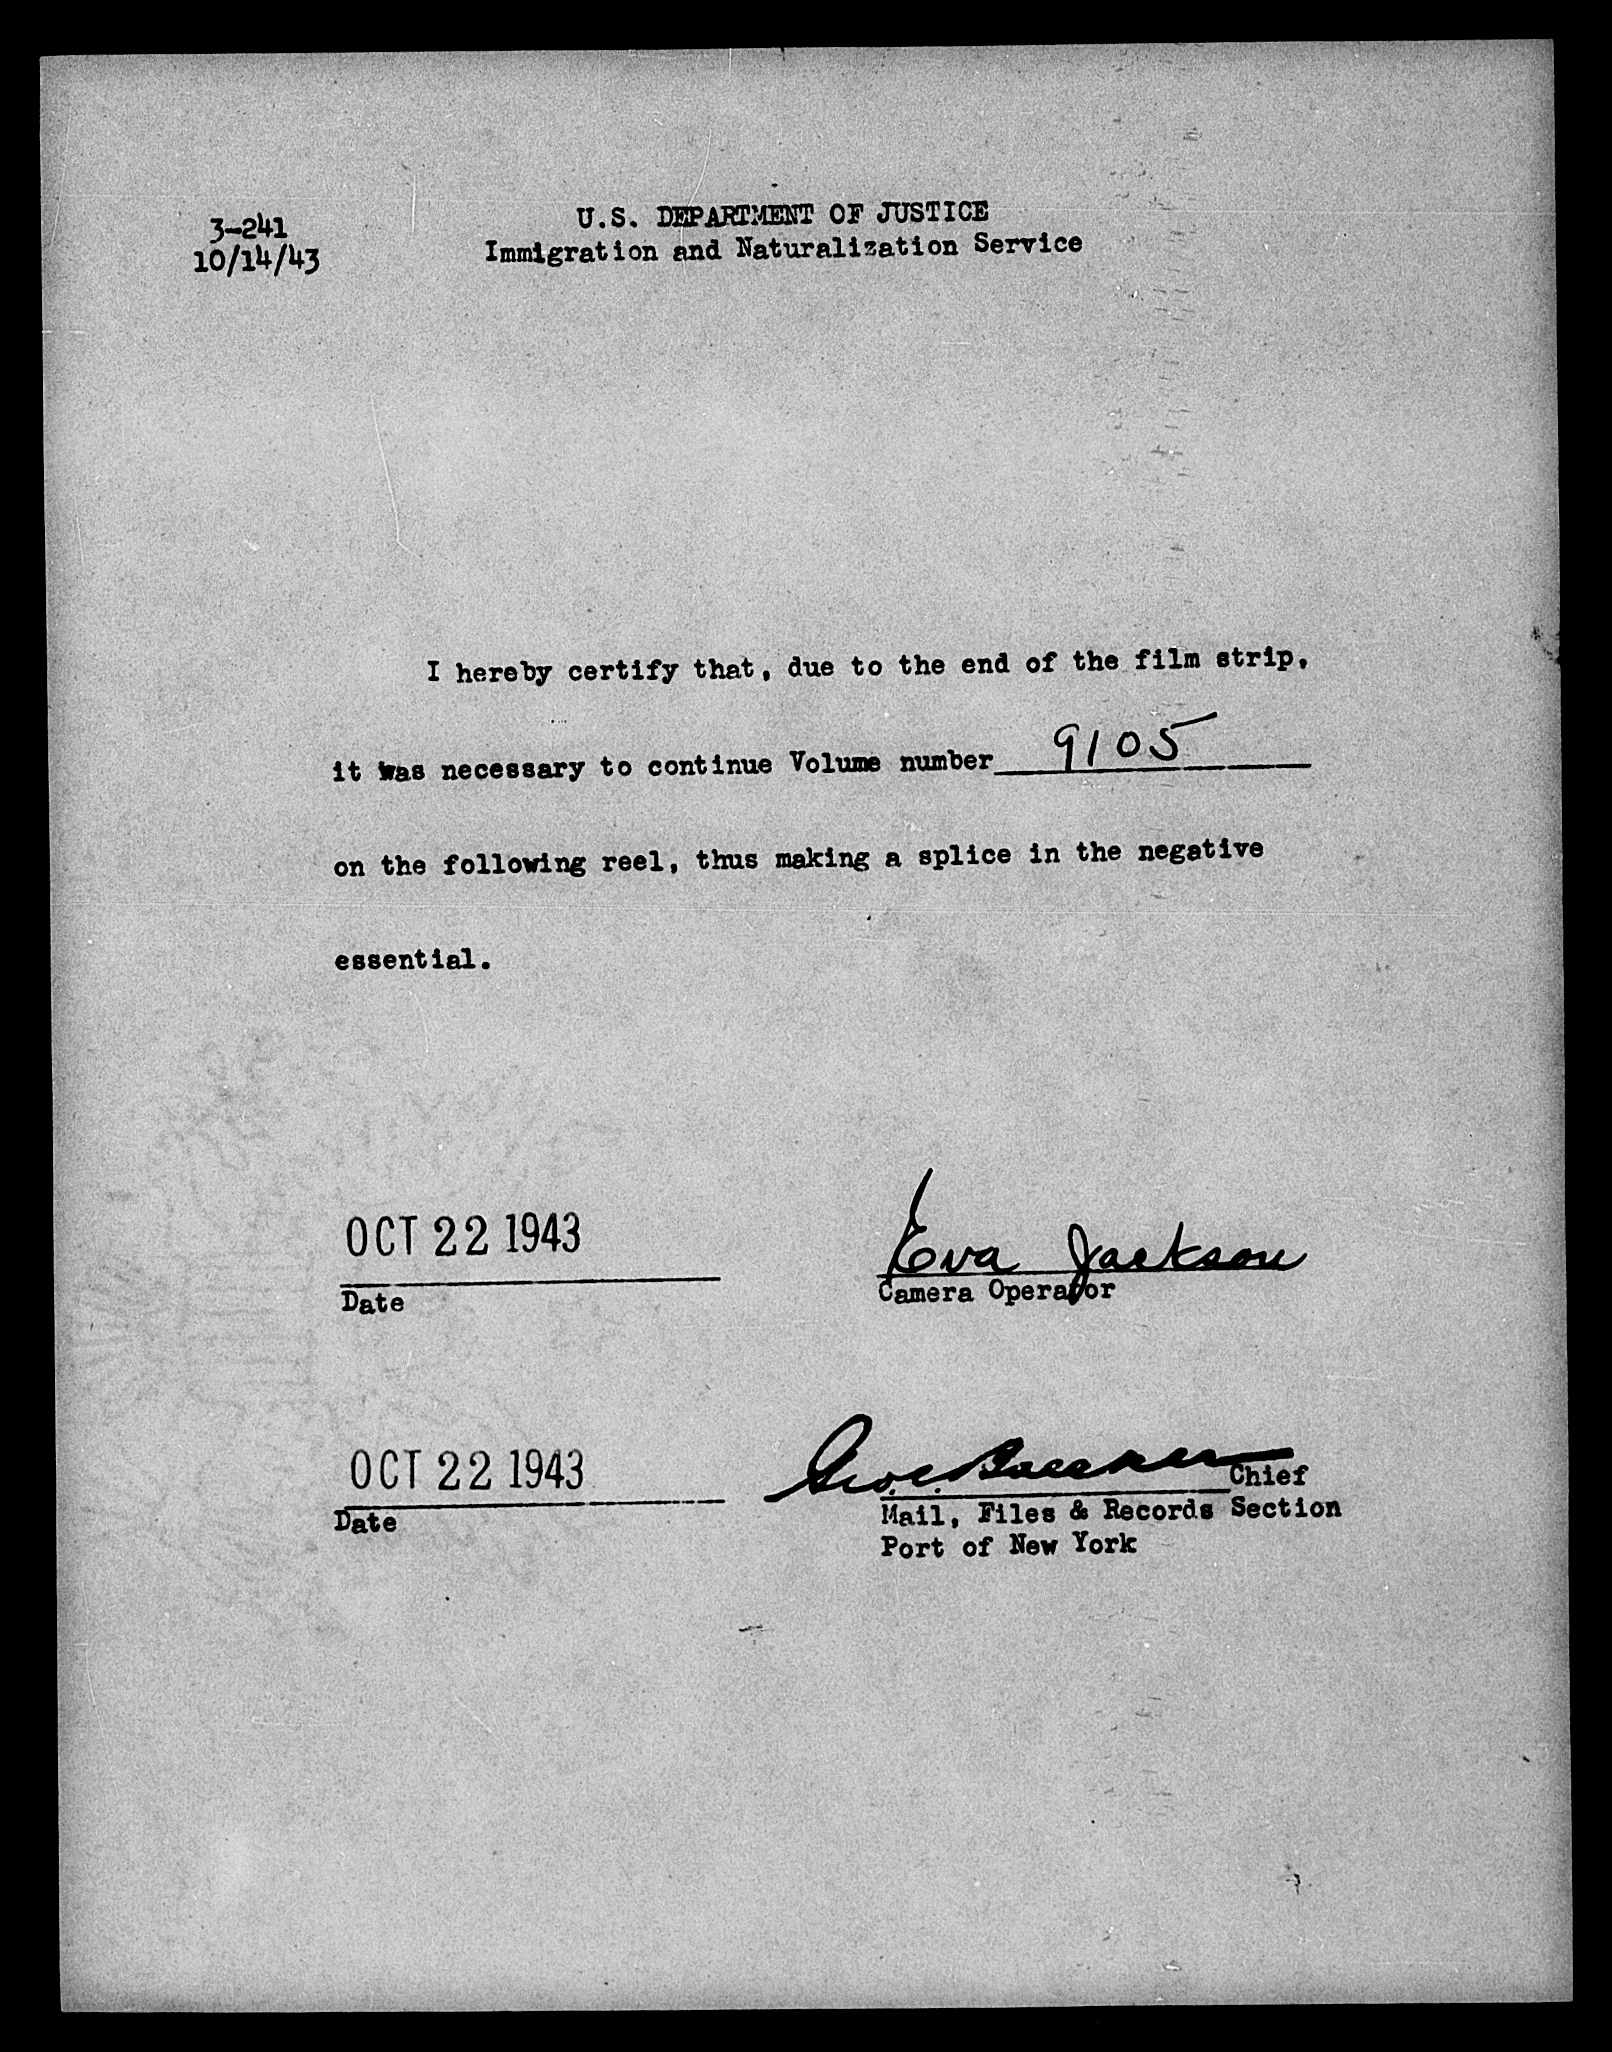 3-241
10/14/43
U.S. DEPARTMENT OF JUSTICE
Immigration and Naturalization Service
I hereby certify that, due to the end of the film strip,
it was necessary to continue Volume number 9105
on the following reel, thus making a splice in the negative
essential.
OCT 22 1943
Date
Eva Jackson
Camera Operator
OCT 22 1943
Date
Chief
Mail, Files & Records Section
Port of New York